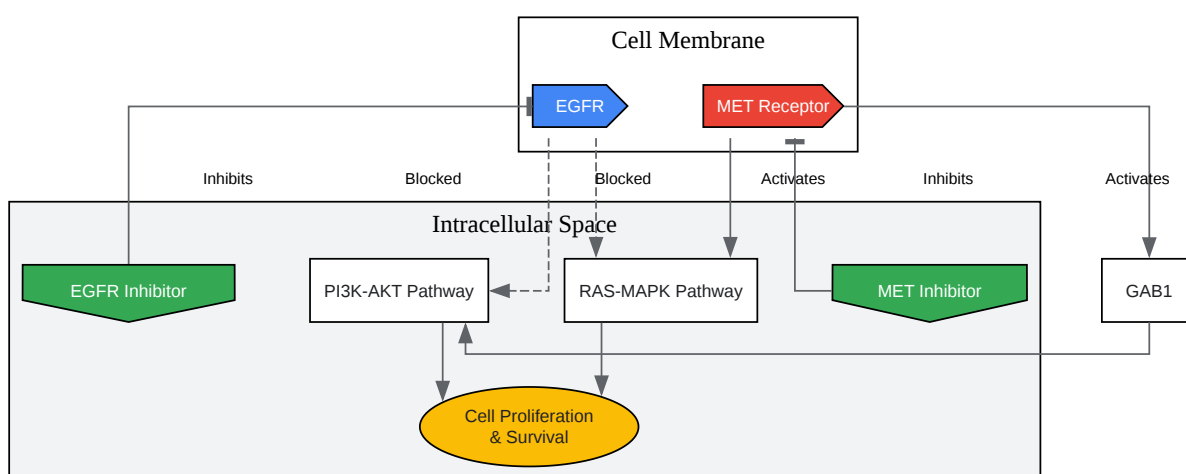 Cell Membrane
EGFR
MET Receptor
Inhibits
Blocked
Blocked
Activates
Inhibits
Activates
Intracellular Space
EGFR Inhibitor
PI3K-AKT Pathway
RAS-MAPK Pathway
MET Inhibitor
GAB1
Cell Proliferation
& Survival